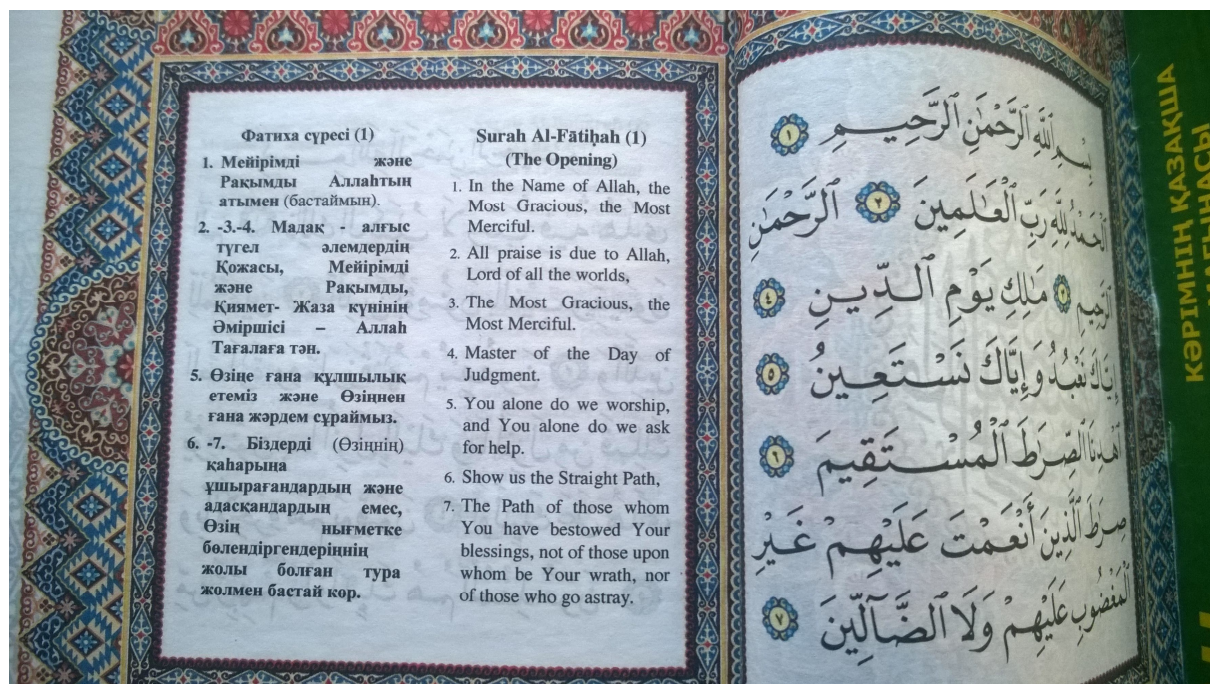 Фатиха сүресі (1)
1. Мейірімді және
Рақымды Аллаһтың
атымен (бастаймын).
2. -3.-4. Мадақ - алғыс
түгел әлемдердің
Қожасы, Мейірімді
және Рақымды,
Қиямет- Жаза күнінің
Әміршісі – Аллаһ
Тағалаға тән.
5. Өзіңе ғана құлшылық
етеміз және Өзіңнен
ғана жәрдем сұраймыз.
6. -7. Біздерді (Өзіңнің)
қаһарыңа
ұшырағандардың және
адасқандардың емес,
Өзің нығметке
бөлендіргендеріңнің
жолы болған тура
жолмен бастай көр.
Surah Al-Fātiḥah (1)
(The Opening)
1. In the Name of Allah, the
Most Gracious, the Most
Merciful.
2. All praise is due to Allah,
Lord of all the worlds,
3. The Most Gracious, the
Most Merciful.
4. Master of the Day of
Judgment.
5. You alone do we worship,
and You alone do we ask
for help.
6. Show us the Straight Path,
7. The Path of those whom
You have bestowed Your
blessings, not of those upon
whom be Your wrath, nor
of those who go astray.
بِسْمِ ٱللَّهِ ٱلرَّحْمَٰنِ ٱلرَّحِيمِ ١
ٱلْحَمْدُ لِلَّهِ رَبِّ ٱلْعَٰلَمِينَ ٢ ٱلرَّحْمَٰنِ
ٱلرَّحِيمِ ٣ مَٰلِكِ يَوْمِ ٱلدِّينِ ٤
إِيَّاكَ نَعْبُدُ وَإِيَّاكَ نَسْتَعِينُ ٥
ٱهْدِنَا ٱلصِّرَٰطَ ٱلْمُسْتَقِيمَ ٦
صِرَٰطَ ٱلَّذِينَ أَنْعَمْتَ عَلَيْهِمْ غَيْرِ
ٱلْمَغْضُوبِ عَلَيْهِمْ وَلَا ٱلضَّآلِّينَ ٧
КӘРІМНІҢ ҚАЗАҚША